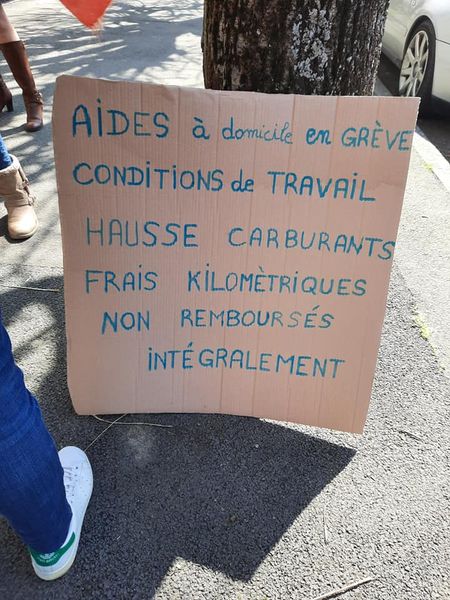 AiDES à domicile en GRÈVE
CONDiTiONS de TRAVAiL
HAUSSE CARBURANTS
FRAiS KiLOMÈTRiQUES
NON REMBOURSÉS
iNTÉGRALEMENT